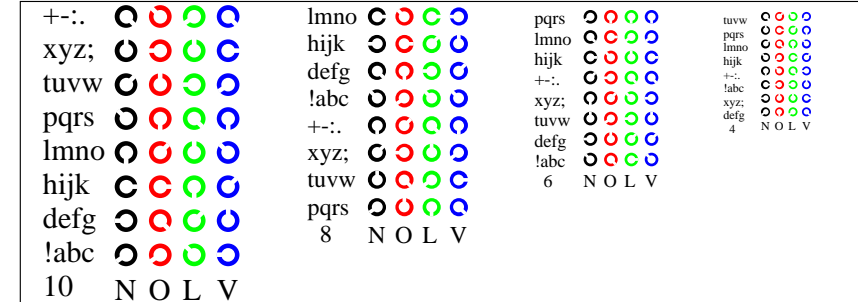 +-:.
xyz;
tuvw
pqrs
lmno
hijk
defg
!abc
10 N O L V
lmno
hijk
defg
!abc
+-:.
xyz;
tuvw
pqrs
8 N O L V
pqrs
lmno
hijk
+-:.
xyz;
tuvw
defg
!abc
6 N O L V
tuvw
pqrs
lmno
hijk
+-:.
!abc
xyz;
defg
4 N O L V